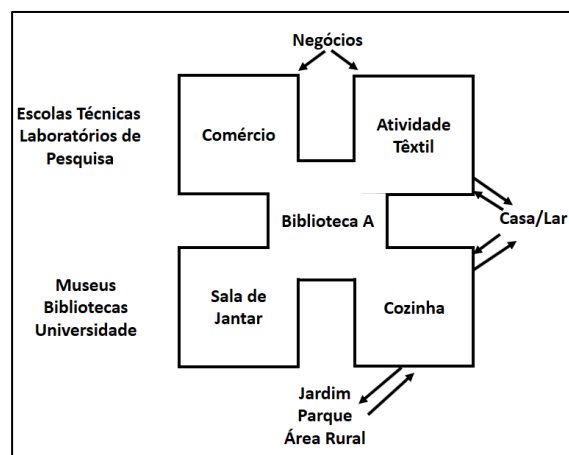 Negócios
Escolas Técnicas
Laboratórios de
Pesquisa
Comércio
Atividade
Têxtil
Biblioteca A
Casa/Lar
Museus
Bibliotecas
Universidade
Sala de
Jantar
Cozinha
Jardim
Parque
Área Rural